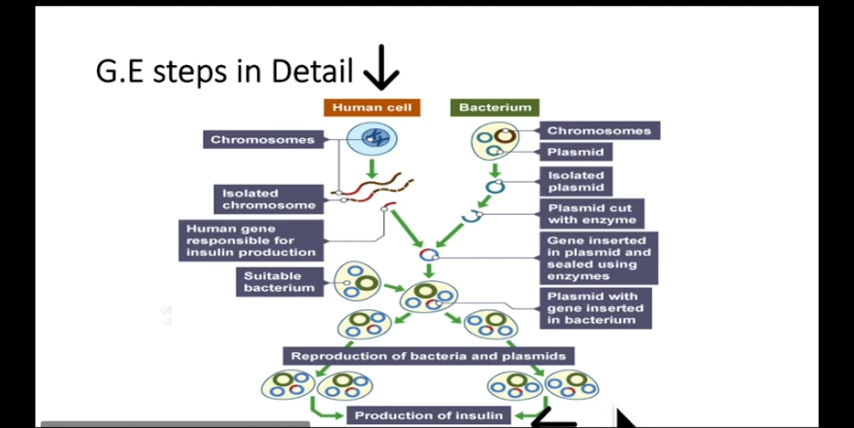 G.E steps in Detail
Human cell
Bacterium
Chromosomes
Chromosomes
Plasmid
Isolated
chromosome
Isolated
plasmid
Human gene
responsible for
insulin production
Plasmid cut
with enzyme
Gene inserted
in plasmid and
sealed using
enzymes
Suitable
bacterium
Plasmid with
gene inserted
in bacterium
Reproduction of bacteria and plasmids
Production of insulin